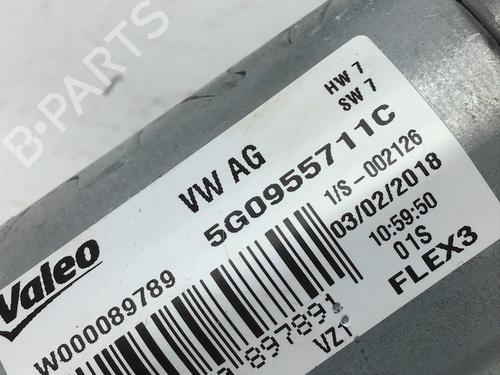 B-PARTS
HW 7
SW 7
VW AG
5G0955711C
1/S-002126
03/02/2018
10:59:50
01S
FLEX3
Valeo
W000089789
897891
VZ1